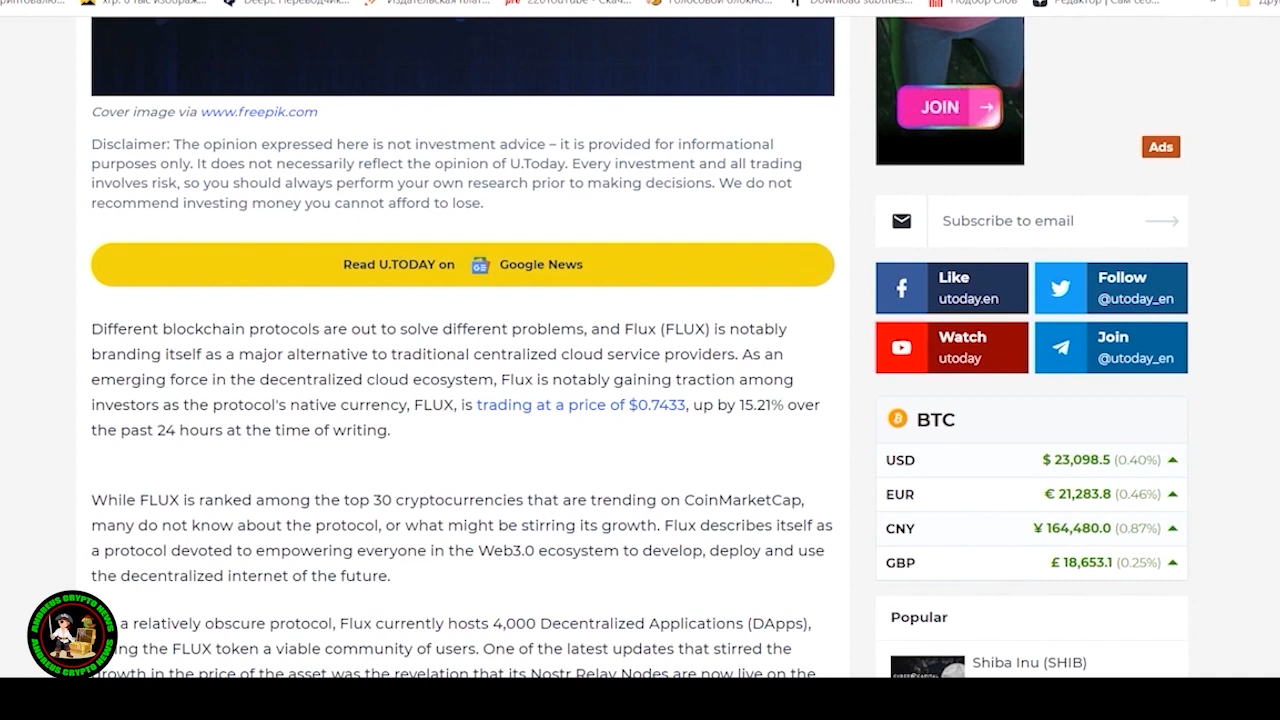 Cover image via www.freepik.com
Disclaimer: The opinion expressed here is not investment advice – it is provided for informational
purposes only. It does not necessarily reflect the opinion of U.Today. Every investment and all trading
involves risk, so you should always perform your own research prior to making decisions. We do not
recommend investing money you cannot afford to lose.
Read U.TODAY on Google News
Different blockchain protocols are out to solve different problems, and Flux (FLUX) is notably
branding itself as a major alternative to traditional centralized cloud service providers. As an
emerging force in the decentralized cloud ecosystem, Flux is notably gaining traction among
investors as the protocol's native currency, FLUX, is trading at a price of $0.7433, up by 15.21% over
the past 24 hours at the time of writing.
While FLUX is ranked among the top 30 cryptocurrencies that are trending on CoinMarketCap,
many do not know about the protocol, or what might be stirring its growth. Flux describes itself as
a protocol devoted to empowering everyone in the Web3.0 ecosystem to develop, deploy and use
the decentralized internet of the future.
a relatively obscure protocol, Flux currently hosts 4,000 Decentralized Applications (DApps),
the FLUX token a viable community of users. One of the latest updates that stirred the
growth in the price of the asset was the revelation that its Nostr Relay Nodes are now live on the
ANDREUS CRYPTO NEWS
ANDREUS CRYPTO NEWS
JOIN
Ads
Subscribe to email
Like
utoday.en
Follow
@utoday_en
Watch
utoday
Join
@utoday_en
BTC
USD $ 23,098.5 (0.40%)
EUR € 21,283.8 (0.46%)
CNY ¥ 164,480.0 (0.87%)
GBP £ 18,653.1 (0.25%)
Popular
Shiba Inu (SHIB)